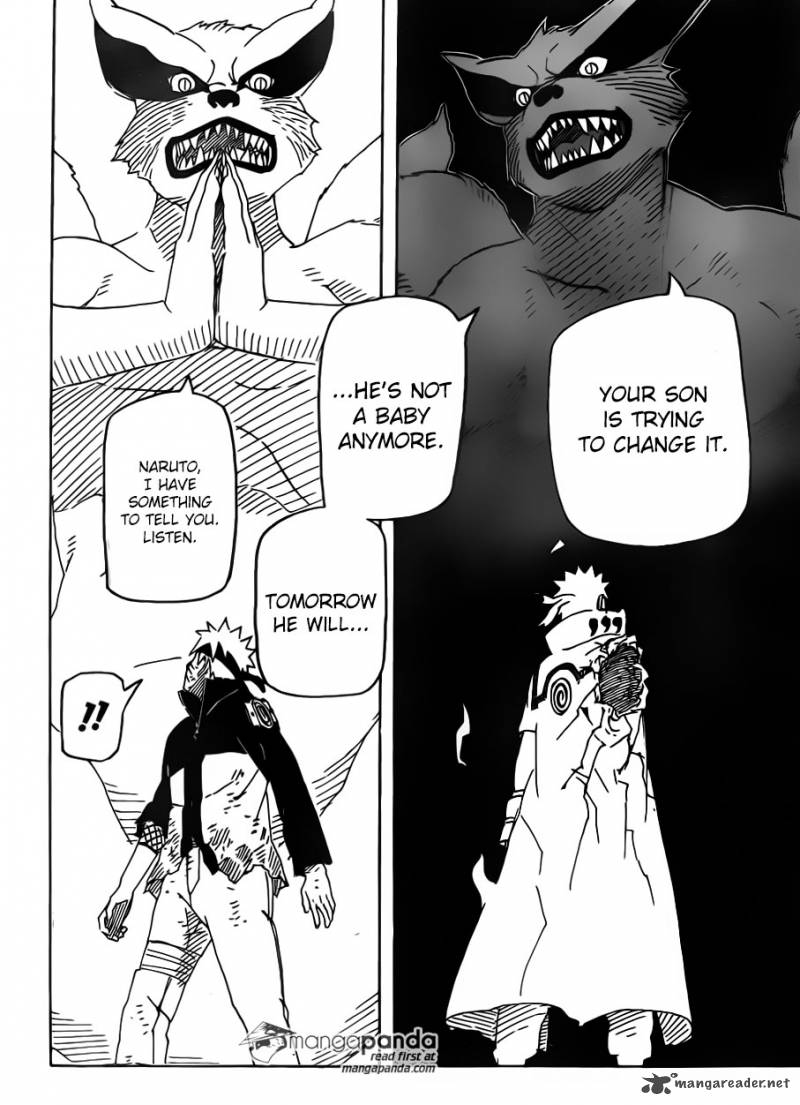 YOUR SON
IS TRYING
TO CHANGE IT.
...HE'S NOT
A BABY
ANYMORE.
NARUTO,
I HAVE
SOMETHING
TO TELL YOU.
LISTEN.
TOMORROW
HE WILL...
!!
mangapanda
read first at
mangapanda.com
mangareader.net